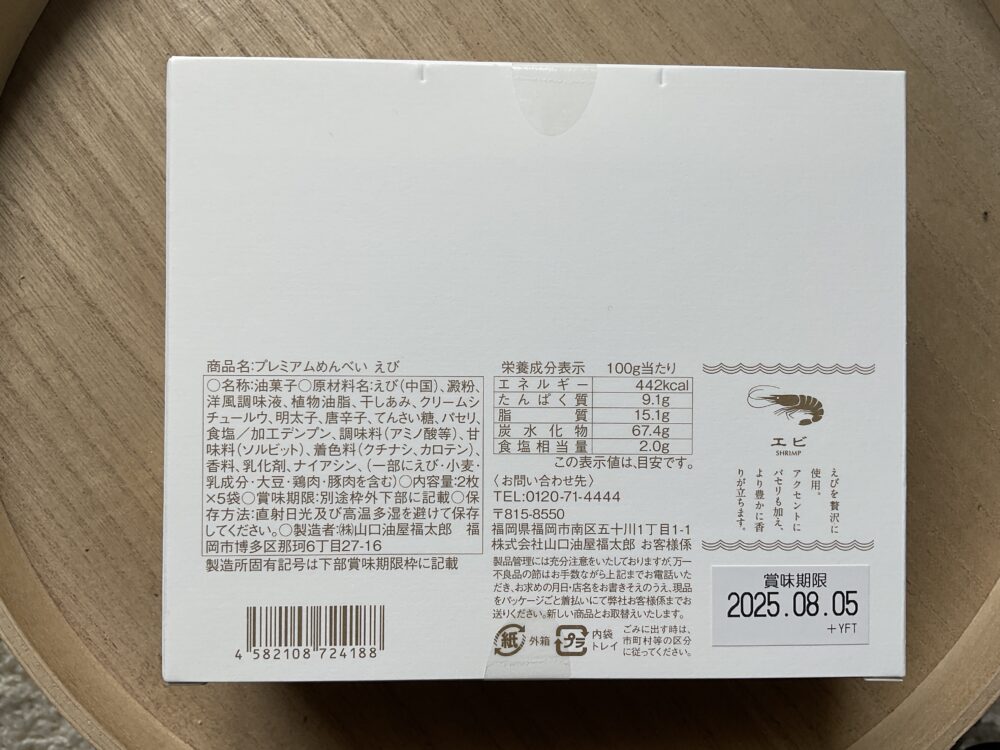 商品名:プレミアムめんべい えび
○名称:油菓子○原材料名:えび(中国)、澱粉、
洋風調味液、植物油脂、干しあみ、クリームシ
チュールウ、明太子、唐辛子、てんさい糖、パセリ、
食塩／加工デンプン、調味料(アミノ酸等)、甘
味料(ソルビット)、着色料(クチナシ、カロテン)、
香料、乳化剤、ナイアシン、(一部にえび・小麦・
乳成分・大豆・鶏肉・豚肉を含む)○内容量:2枚
×5袋○賞味期限:別途枠外下部に記載○保
存方法:直射日光及び高温多湿を避けて保存
してください。○製造者:㈱山口油屋福太郎 福
岡市博多区那珂6丁目27-16
製造所固有記号は下部賞味期限枠に記載
4 582108 724188
栄養成分表示 100g当たり
エネルギー 442kcal
たんぱく質 9.1g
脂質 15.1g
炭水化物 67.4g
食塩相当量 2.0g
この表示値は、目安です。
〈お問い合わせ先〉
TEL:0120-71-4444
〒815-8550
福岡県福岡市南区五十川1丁目1-1
株式会社山口油屋福太郎 お客様係
製品管理には充分注意をいたしておりますが、万一
不良品の節はお手数ながら上記までお電話いた
だき、お求めの月日・店名をお書きそえのうえ、現品
をパッケージごと着払いにて弊社お客様係までお
送りください。新しい商品とお取替えいたします。
紙 外箱
プラ 内袋
トレイ
ごみに出す時は、
市町村等の区分
に従ってください。
エビ
SHRIMP
えびを贅沢に
使用。
アクセントに
パセリも加え、
より豊かに香
りが立ちます。
賞味期限
2025.08.05
+YFT